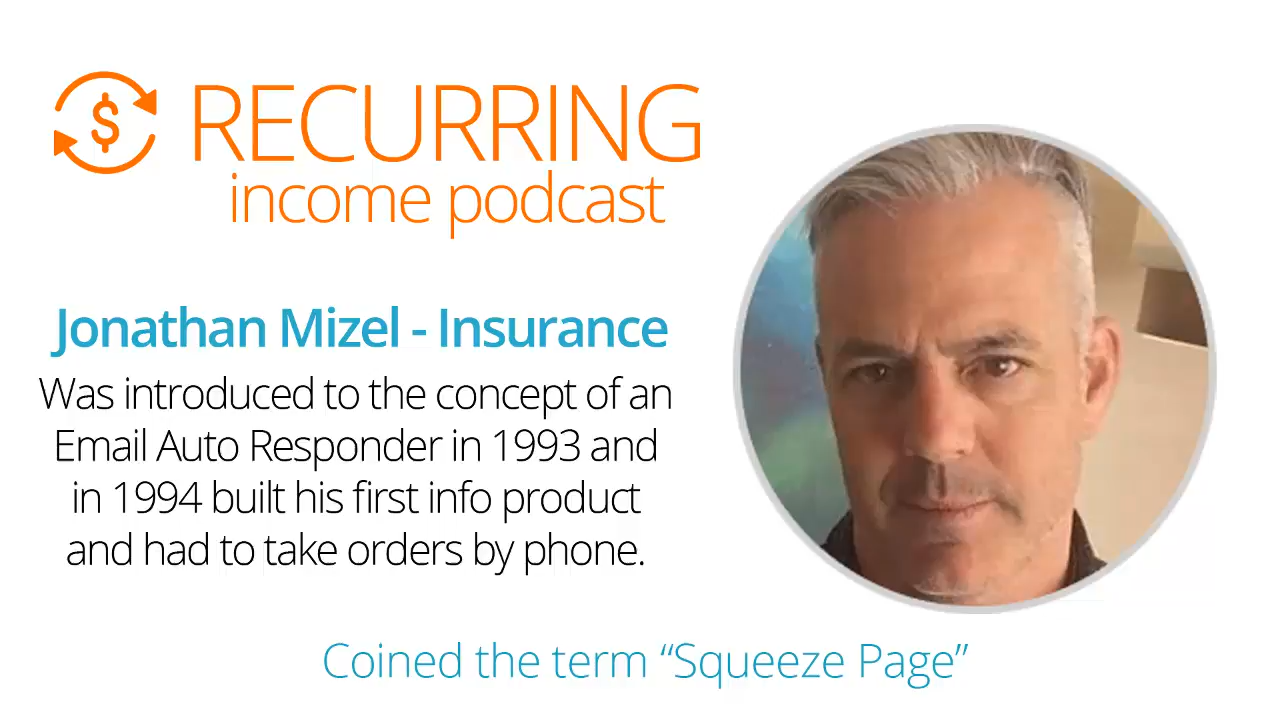 RECURRING
income podcast
Jonathan Mizel - Insurance
Was introduced to the concept of an
Email Auto Responder in 1993 and
in 1994 built his first info product
and had to take orders by phone.
Coined the term “Squeeze Page”